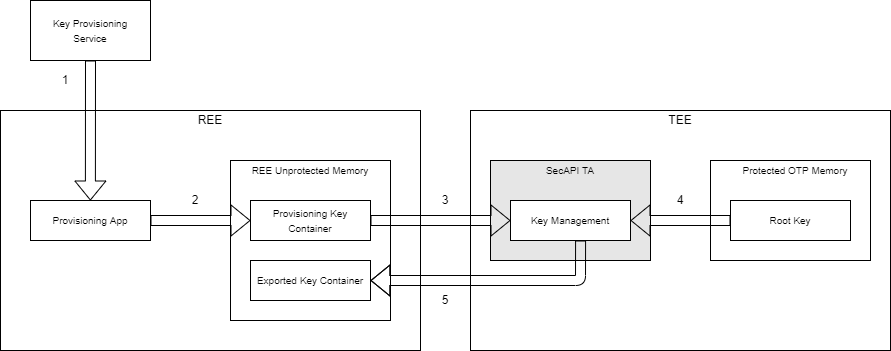 Key Provisioning
Service
1
REE
TEE
REE Unprotected Memory
SecAPI TA
Protected OTP Memory
Provisioning App
2
Provisioning Key
Container
3
Key Management
4
Root Key
Exported Key Container
5